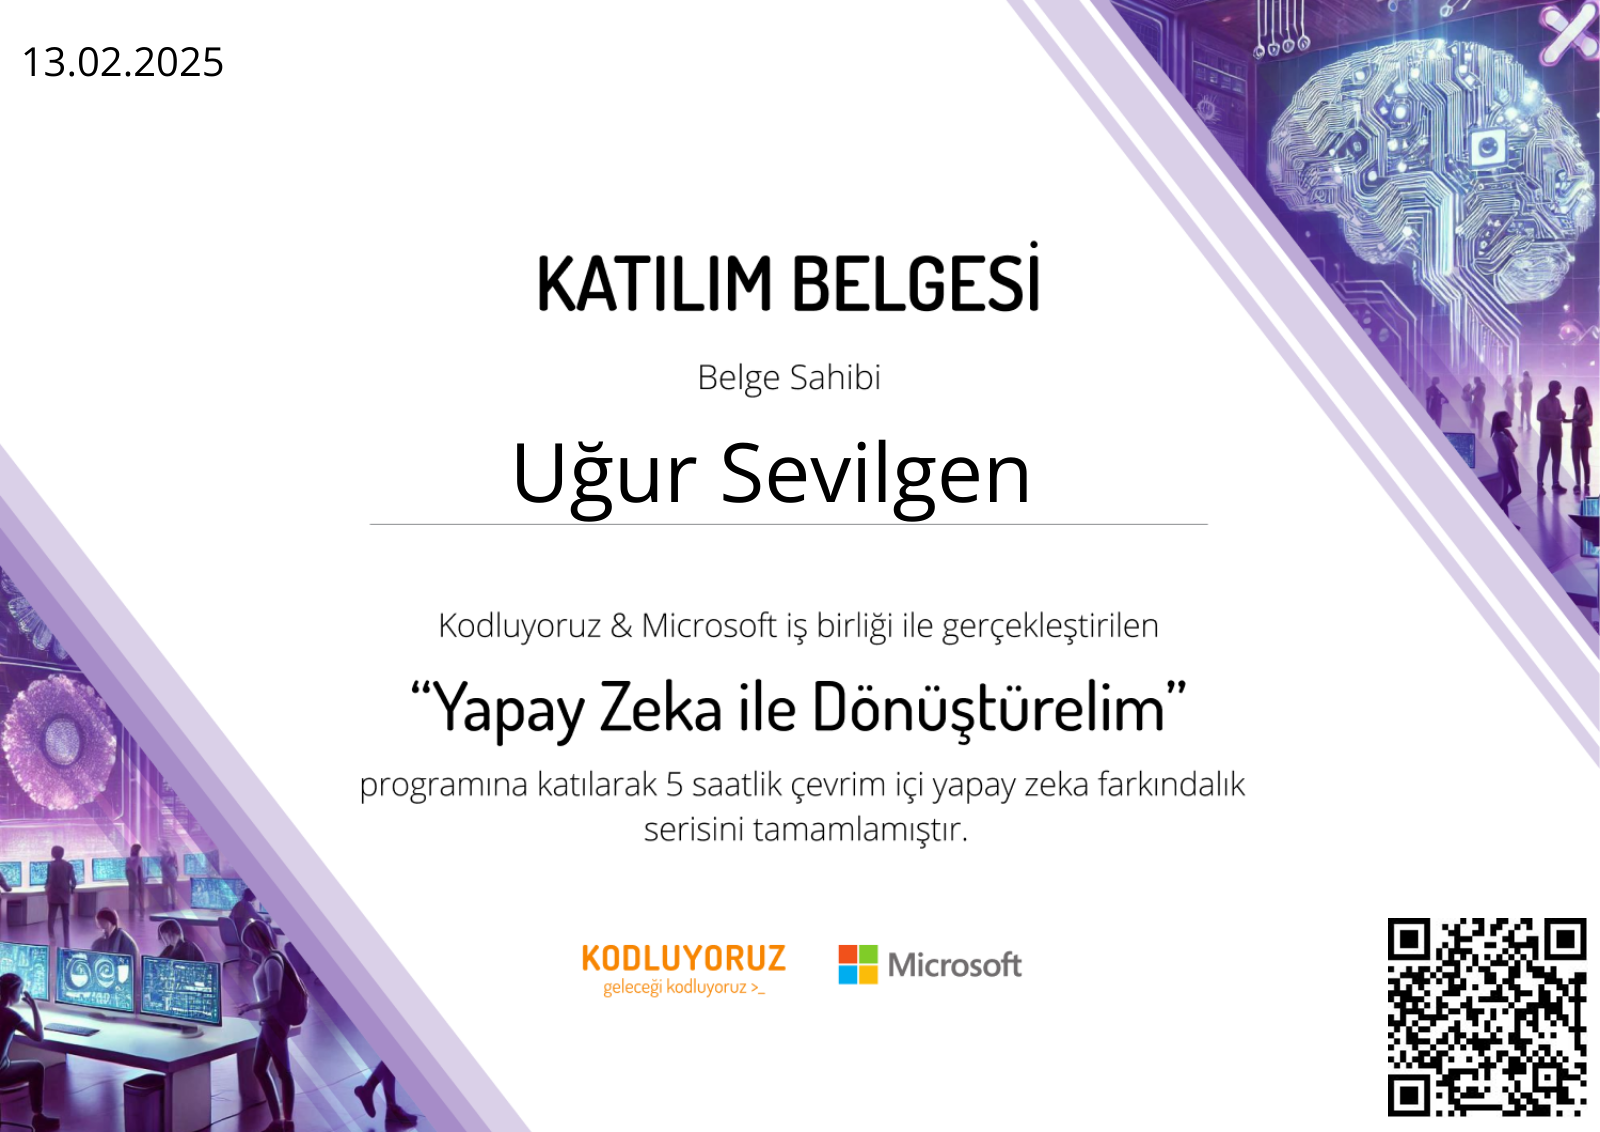 13.02.2025
KATILIM BELGESİ
Belge Sahibi
Uğur Sevilgen
Kodluyoruz & Microsoft iş birliği ile gerçekleştirilen
“Yapay Zeka ile Dönüştürelim”
programına katılarak 5 saatlik çevrim içi yapay zeka farkındalık
serisini tamamlamıştır.
KODLUYORUZ
geleceği kodluyoruz >_
Microsoft